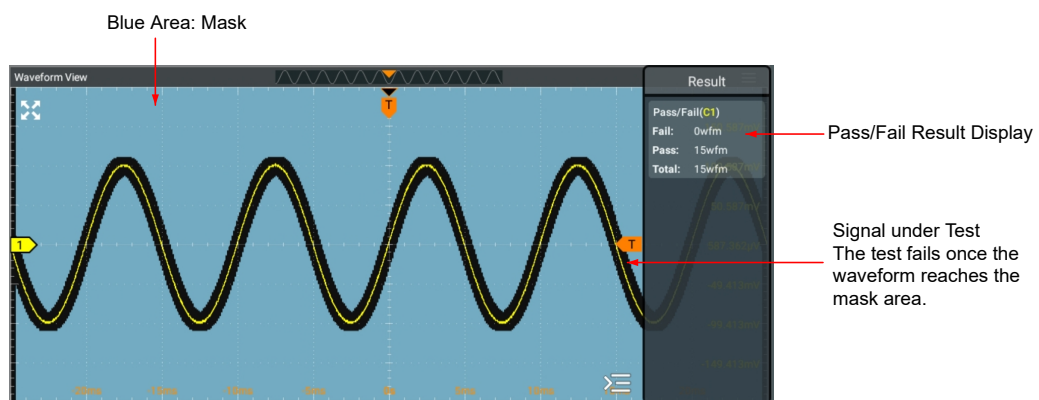 Blue Area: Mask
Waveform View
Result
T
Pass/Fail(C1)
Fail: 0wfm
Pass: 15wfm
Total: 15wfm
Pass/Fail Result Display
1
T
Signal under Test
The test fails once the
waveform reaches the
mask area.